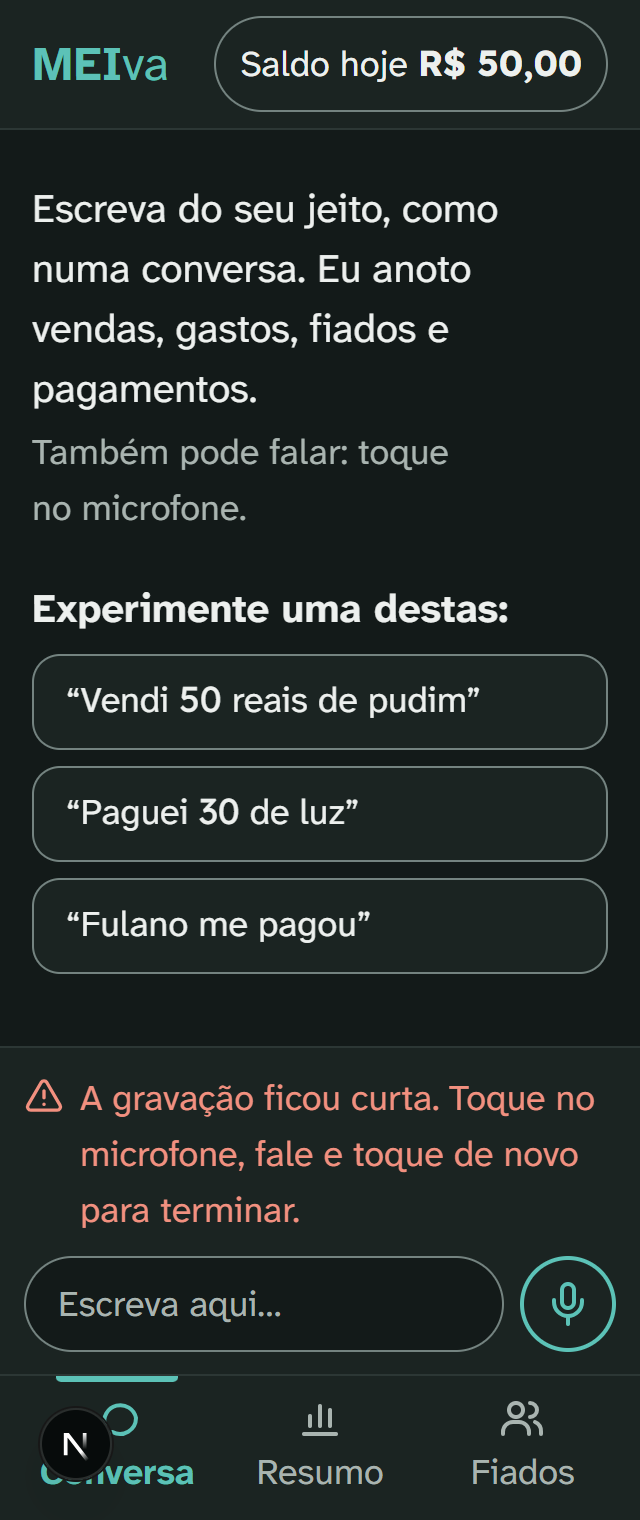 MEIva
Saldo hoje R$ 50,00
Escreva do seu jeito, como
numa conversa. Eu anoto
vendas, gastos, fiados e
pagamentos.
Também pode falar: toque
no microfone.
Experimente uma destas:
“Vendi 50 reais de pudim”
“Paguei 30 de luz”
“Fulano me pagou”
A gravação ficou curta. Toque no
microfone, fale e toque de novo
para terminar.
Escreva aqui...
N
Conversa
Resumo
Fiados